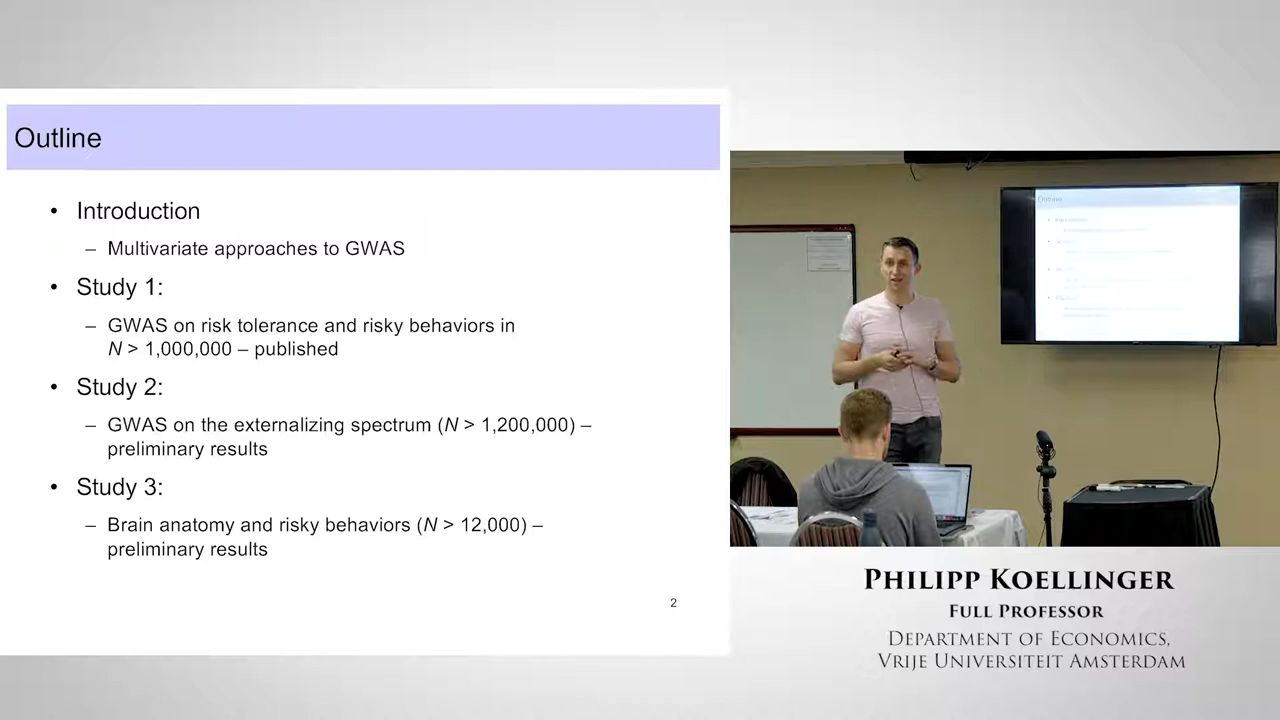 Outline
• Introduction
– Multivariate approaches to GWAS
• Study 1:
– GWAS on risk tolerance and risky behaviors in
N > 1,000,000 – published
• Study 2:
– GWAS on the externalizing spectrum (N > 1,200,000) –
preliminary results
• Study 3:
– Brain anatomy and risky behaviors (N > 12,000) –
preliminary results
2
Outline
PHILIPP KOELLINGER
FULL PROFESSOR
DEPARTMENT OF ECONOMICS,
VRIJE UNIVERSITEIT AMSTERDAM